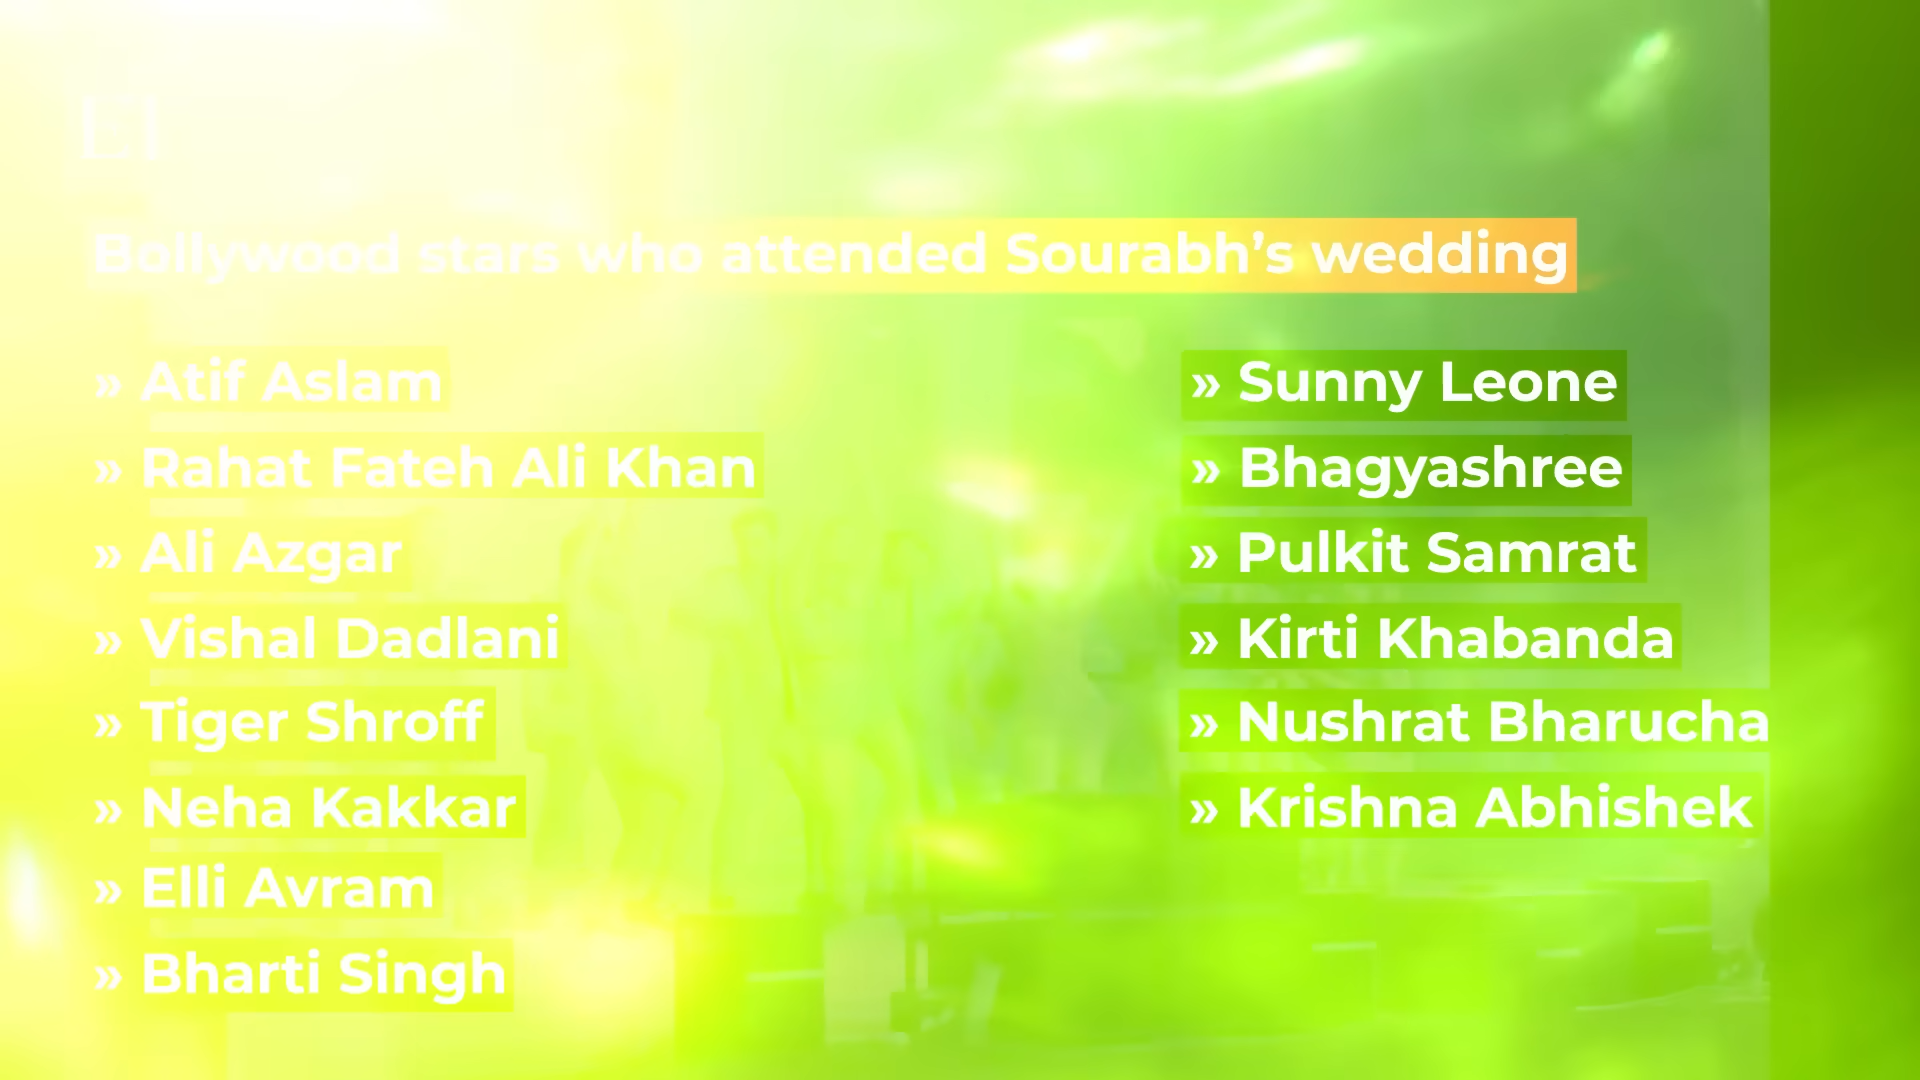 EI
Bollywood stars who attended Sourabh’s wedding
» Atif Aslam
» Rahat Fateh Ali Khan
» Ali Azgar
» Vishal Dadlani
» Tiger Shroff
» Neha Kakkar
» Elli Avram
» Bharti Singh
» Sunny Leone
» Bhagyashree
» Pulkit Samrat
» Kirti Khabanda
» Nushrat Bharucha
» Krishna Abhishek